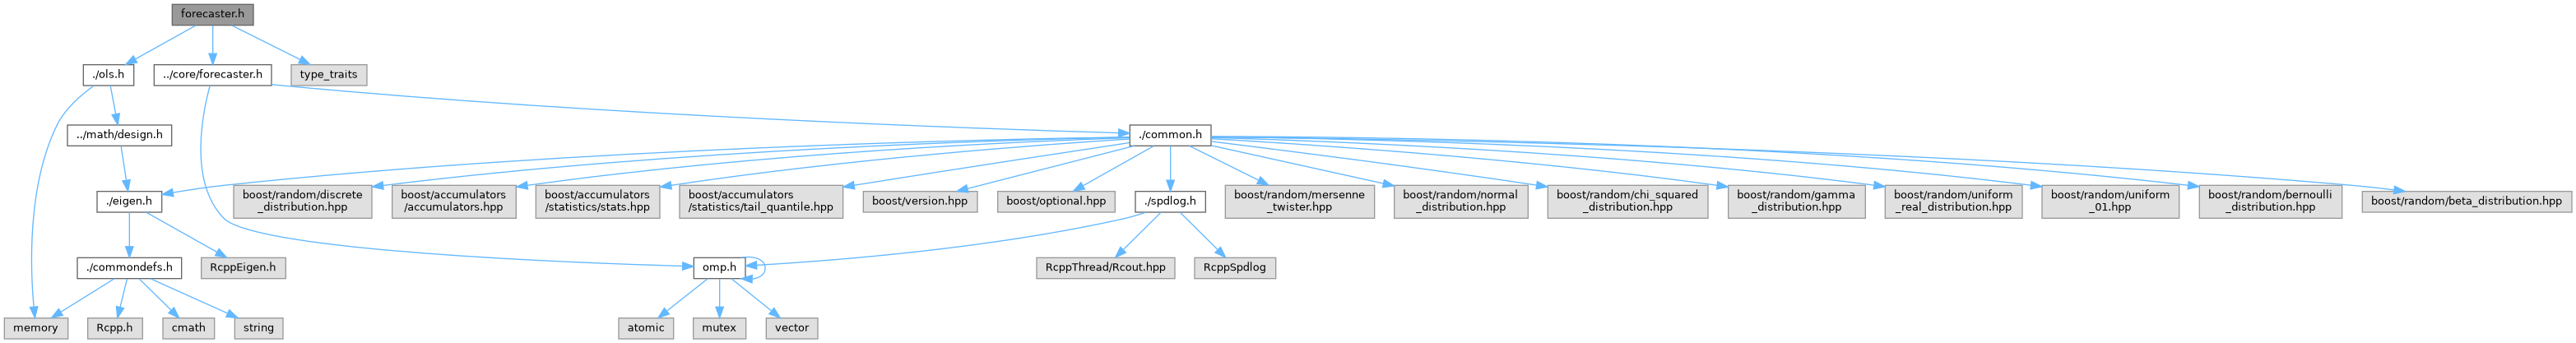 forecaster.h
./ols.h
../core/forecaster.h
type_traits
../math/design.h
./common.h
./eigen.h
boost/random/discrete
_distribution.hpp
boost/accumulators
/accumulators.hpp
boost/accumulators
/statistics/stats.hpp
boost/accumulators
/statistics/tail_quantile.hpp
boost/version.hpp
boost/optional.hpp
./spdlog.h
boost/random/mersenne
_twister.hpp
boost/random/normal
_distribution.hpp
boost/random/chi_squared
_distribution.hpp
boost/random/gamma
_distribution.hpp
boost/random/uniform
_real_distribution.hpp
boost/random/uniform
_01.hpp
boost/random/bernoulli
_distribution.hpp
boost/random/beta_distribution.hpp
./commondefs.h
RcppEigen.h
omp.h
RcppThread/Rcout.hpp
RcppSpdlog
memory
Rcpp.h
cmath
string
atomic
mutex
vector